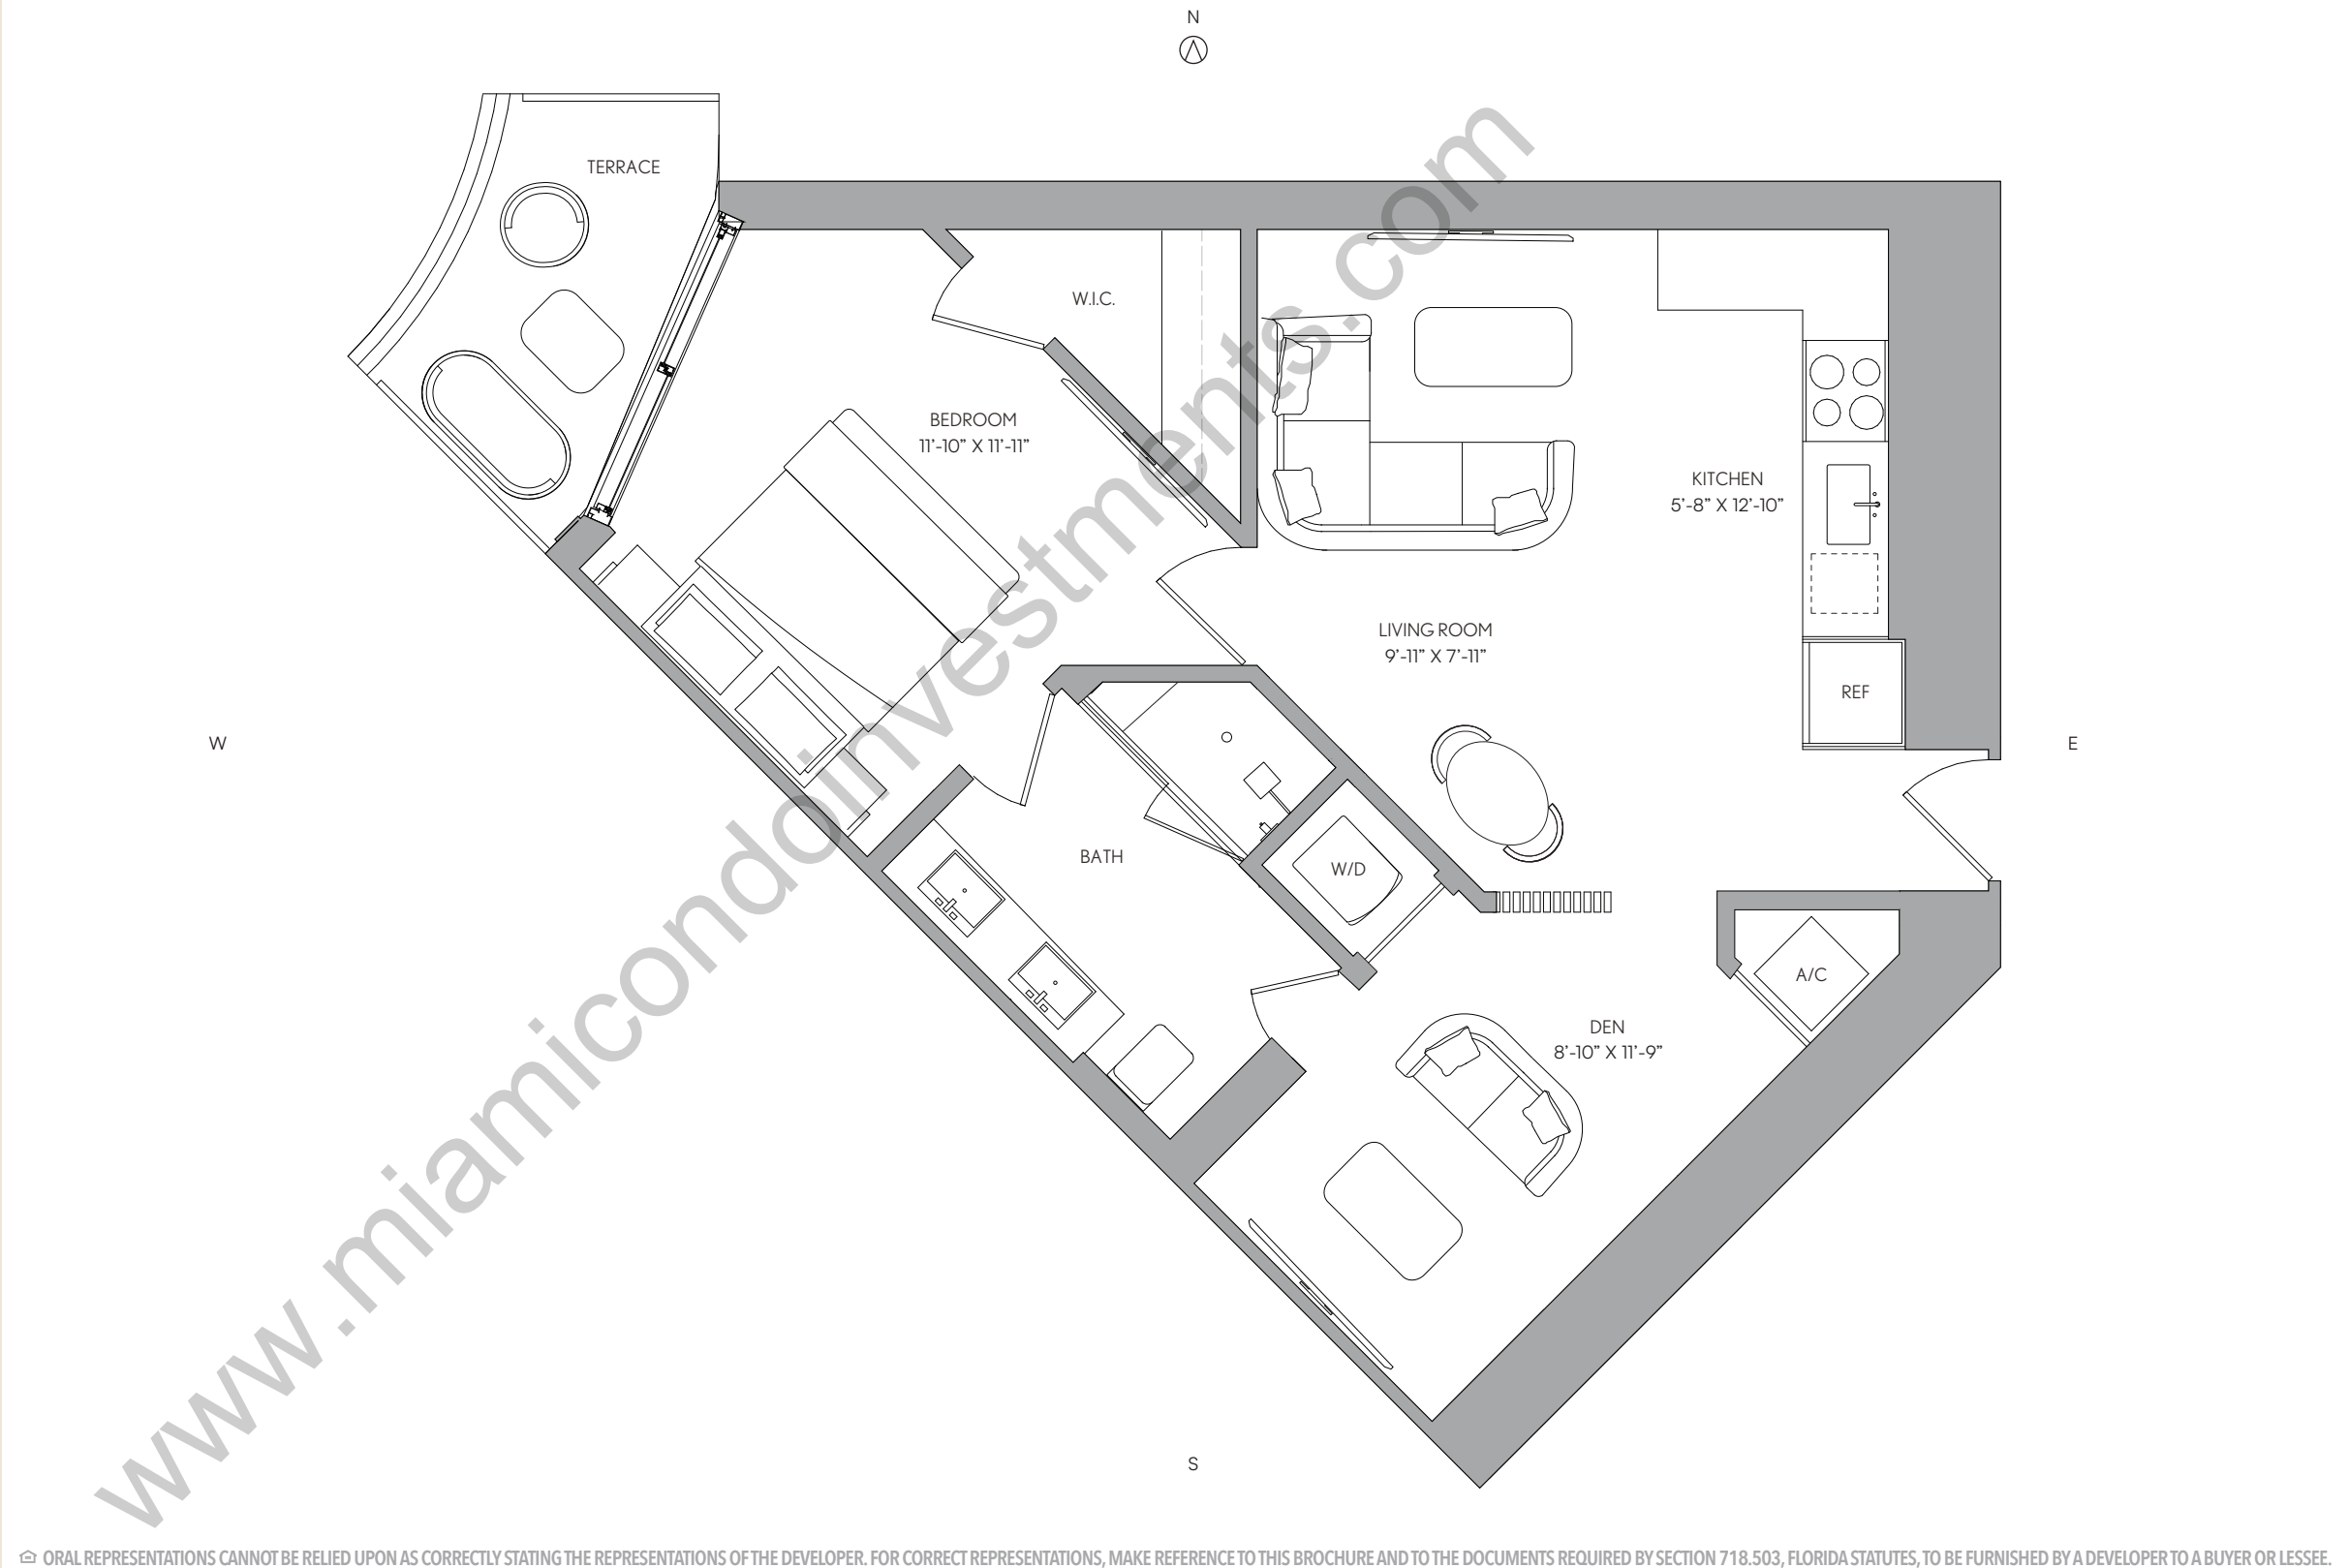 N
TERRACE
W.I.C.
BEDROOM
11’-10” X 11’-11”
KITCHEN
5’-8” X 12’-10”
LIVING ROOM
9’-11” X 7’-11”
REF
W
E
BATH
W/D
A/C
DEN
8’-10” X 11’-9”
S
www.miamicondoinvestments.com
ORAL REPRESENTATIONS CANNOT BE RELIED UPON AS CORRECTLY STATING THE REPRESENTATIONS OF THE DEVELOPER. FOR CORRECT REPRESENTATIONS, MAKE REFERENCE TO THIS BROCHURE AND TO THE DOCUMENTS REQUIRED BY SECTION 718.503, FLORIDA STATUTES, TO BE FURNISHED BY A DEVELOPER TO A BUYER OR LESSEE.